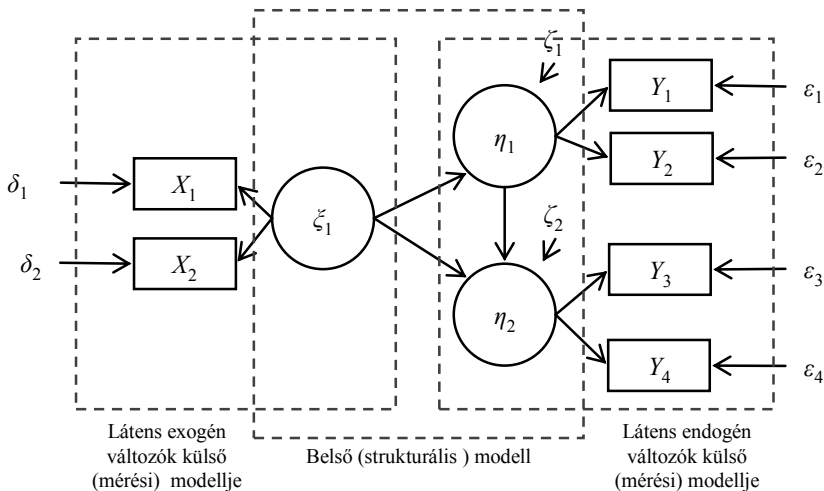 ζ1
Y1
ε1
η1
Y2
ε2
δ1
X1
ξ1
ζ2
δ2
X2
Y3
ε3
η2
Y4
ε4
Látens exogén
változók külső
(mérési) modellje
Belső (strukturális ) modell
Látens endogén
változók külső
(mérési) modellje